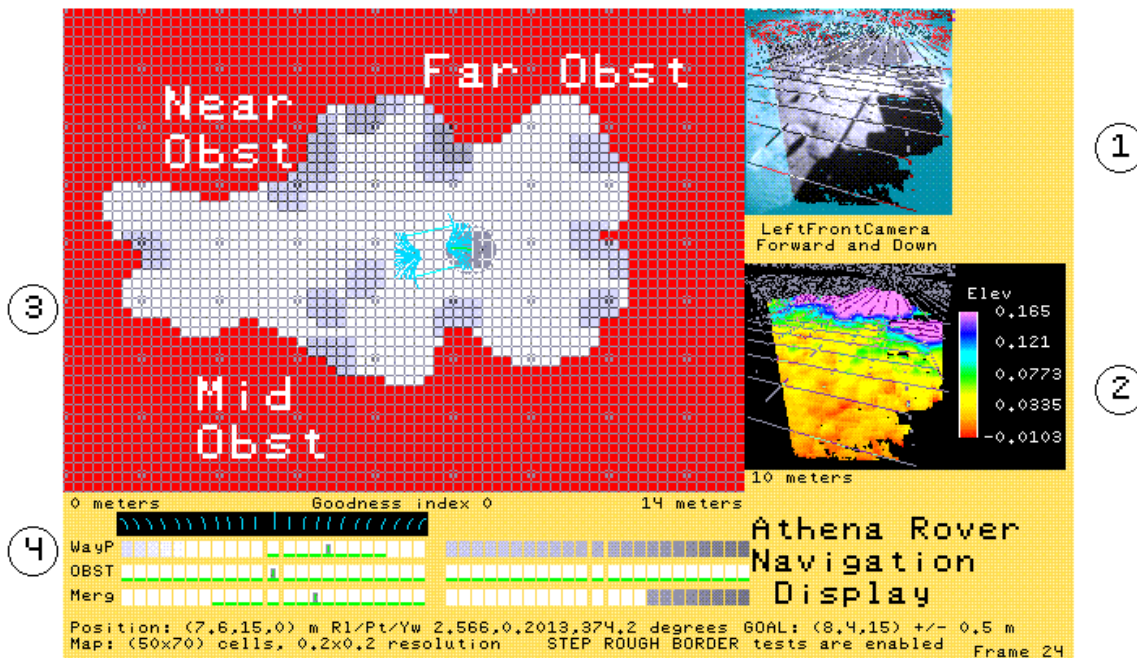 Far Obst
Near
Obst
Mid
Obst
1
LeftFrontCamera
Forward and Down
Elev
0.165
0.121
0.0773
0.0335
-0.0103
2
10 meters
3
0 meters
Goodness index 0
14 meters
4
WayP
OBST
Merg
Athena Rover
Navigation
Display
Position: (7.6,15,0) m Rl/Pt/Yw 2.566,0.2013,374.2 degrees GOAL: (8.4,15) +/- 0.5 m
Map: (50x70) cells, 0.2x0.2 resolution
STEP ROUGH BORDER tests are enabled
Frame 24